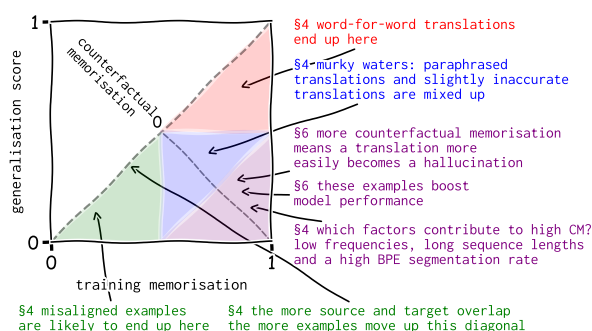 1
generalisation score
0
0
training memorisation
1
counterfactual
memorisation
0
§4 word-for-word translations
end up here
§4 murky waters: paraphrased
translations and slightly inaccurate
translations are mixed up
§6 more counterfactual memorisation
means a translation more
easily becomes a hallucination
§6 these examples boost
model performance
§4 which factors contribute to high CM?
low frequencies, long sequence lengths
and a high BPE segmentation rate
§4 misaligned examples
are likely to end up here
§4 the more source and target overlap
the more examples move up this diagonal